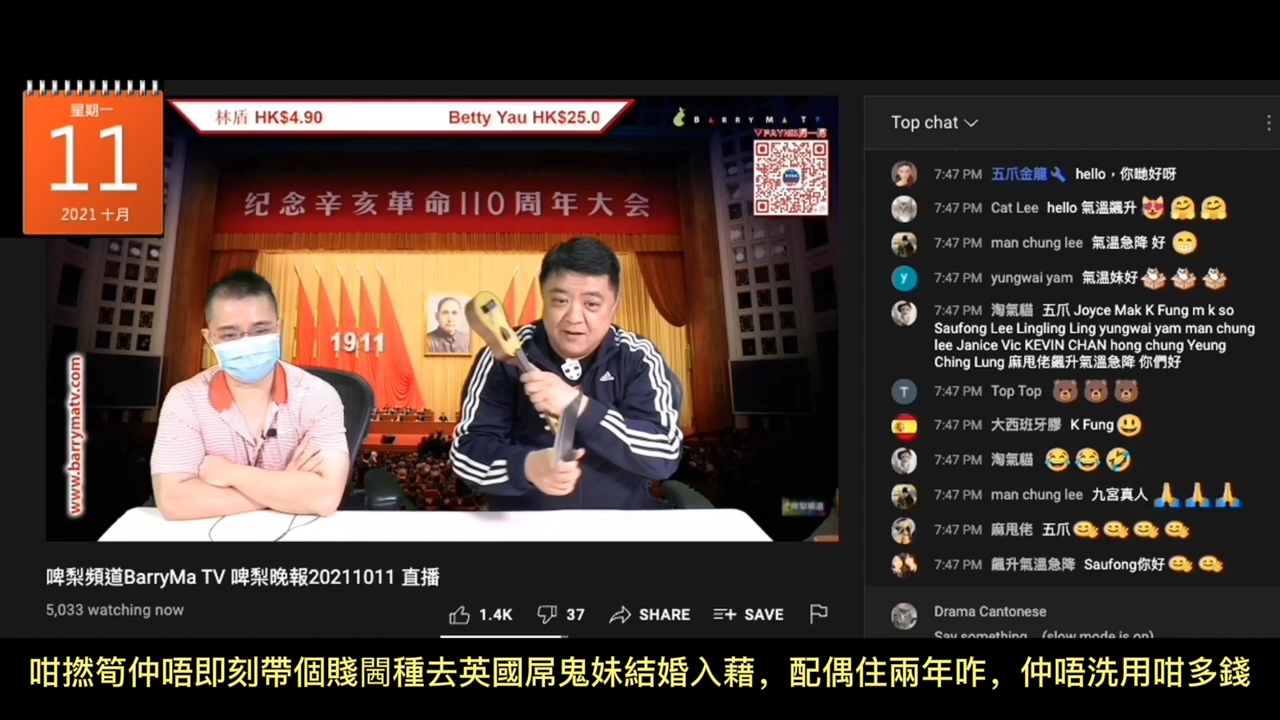 星期一
11
2021 十月
林盾 HK$4.90
Betty Yau HK$25.0
BARRYMATV
纪念辛亥革命110周年大会
1911
www.barrymatv.com
啤梨頻道BarryMa TV 啤梨晚報20211011 直播
5,033 watching now
1.4K
37
SHARE
SAVE
Top chat
7:47 PM 五爪金龍 hello，你哋好呀
7:47 PM Cat Lee hello 氣溫飆升 😻 🤗 🤗
7:47 PM man chung lee 氣溫急降 好 😁
y
7:47 PM yungwai yam 氣溫妹好
7:47 PM 淘氣貓 五爪 Joyce Mak K Fung m k so
Saufong Lee Lingling Ling yungwai yam man chung
lee Janice Vic KEVIN CHAN hong chung Yeung
Ching Lung 麻甩佬飆升氣溫急降 你們好
T
7:47 PM Top Top 🐻 🐻 🐻
7:47 PM 大西班牙膠 K Fung 😃
7:47 PM 淘氣貓 😂 😂 🤣
7:47 PM man chung lee 九宮真人 🙏 🙏 🙏
7:47 PM 麻甩佬 五爪
7:47 PM 飆升氣溫急降 Saufong你好
Drama Cantonese
Say something... (slow mode is on)
咁撚筍仲唔即刻帶個賤閪種去英國屌鬼妹結婚入藉，配偶住兩年咋，仲唔洗用咁多錢